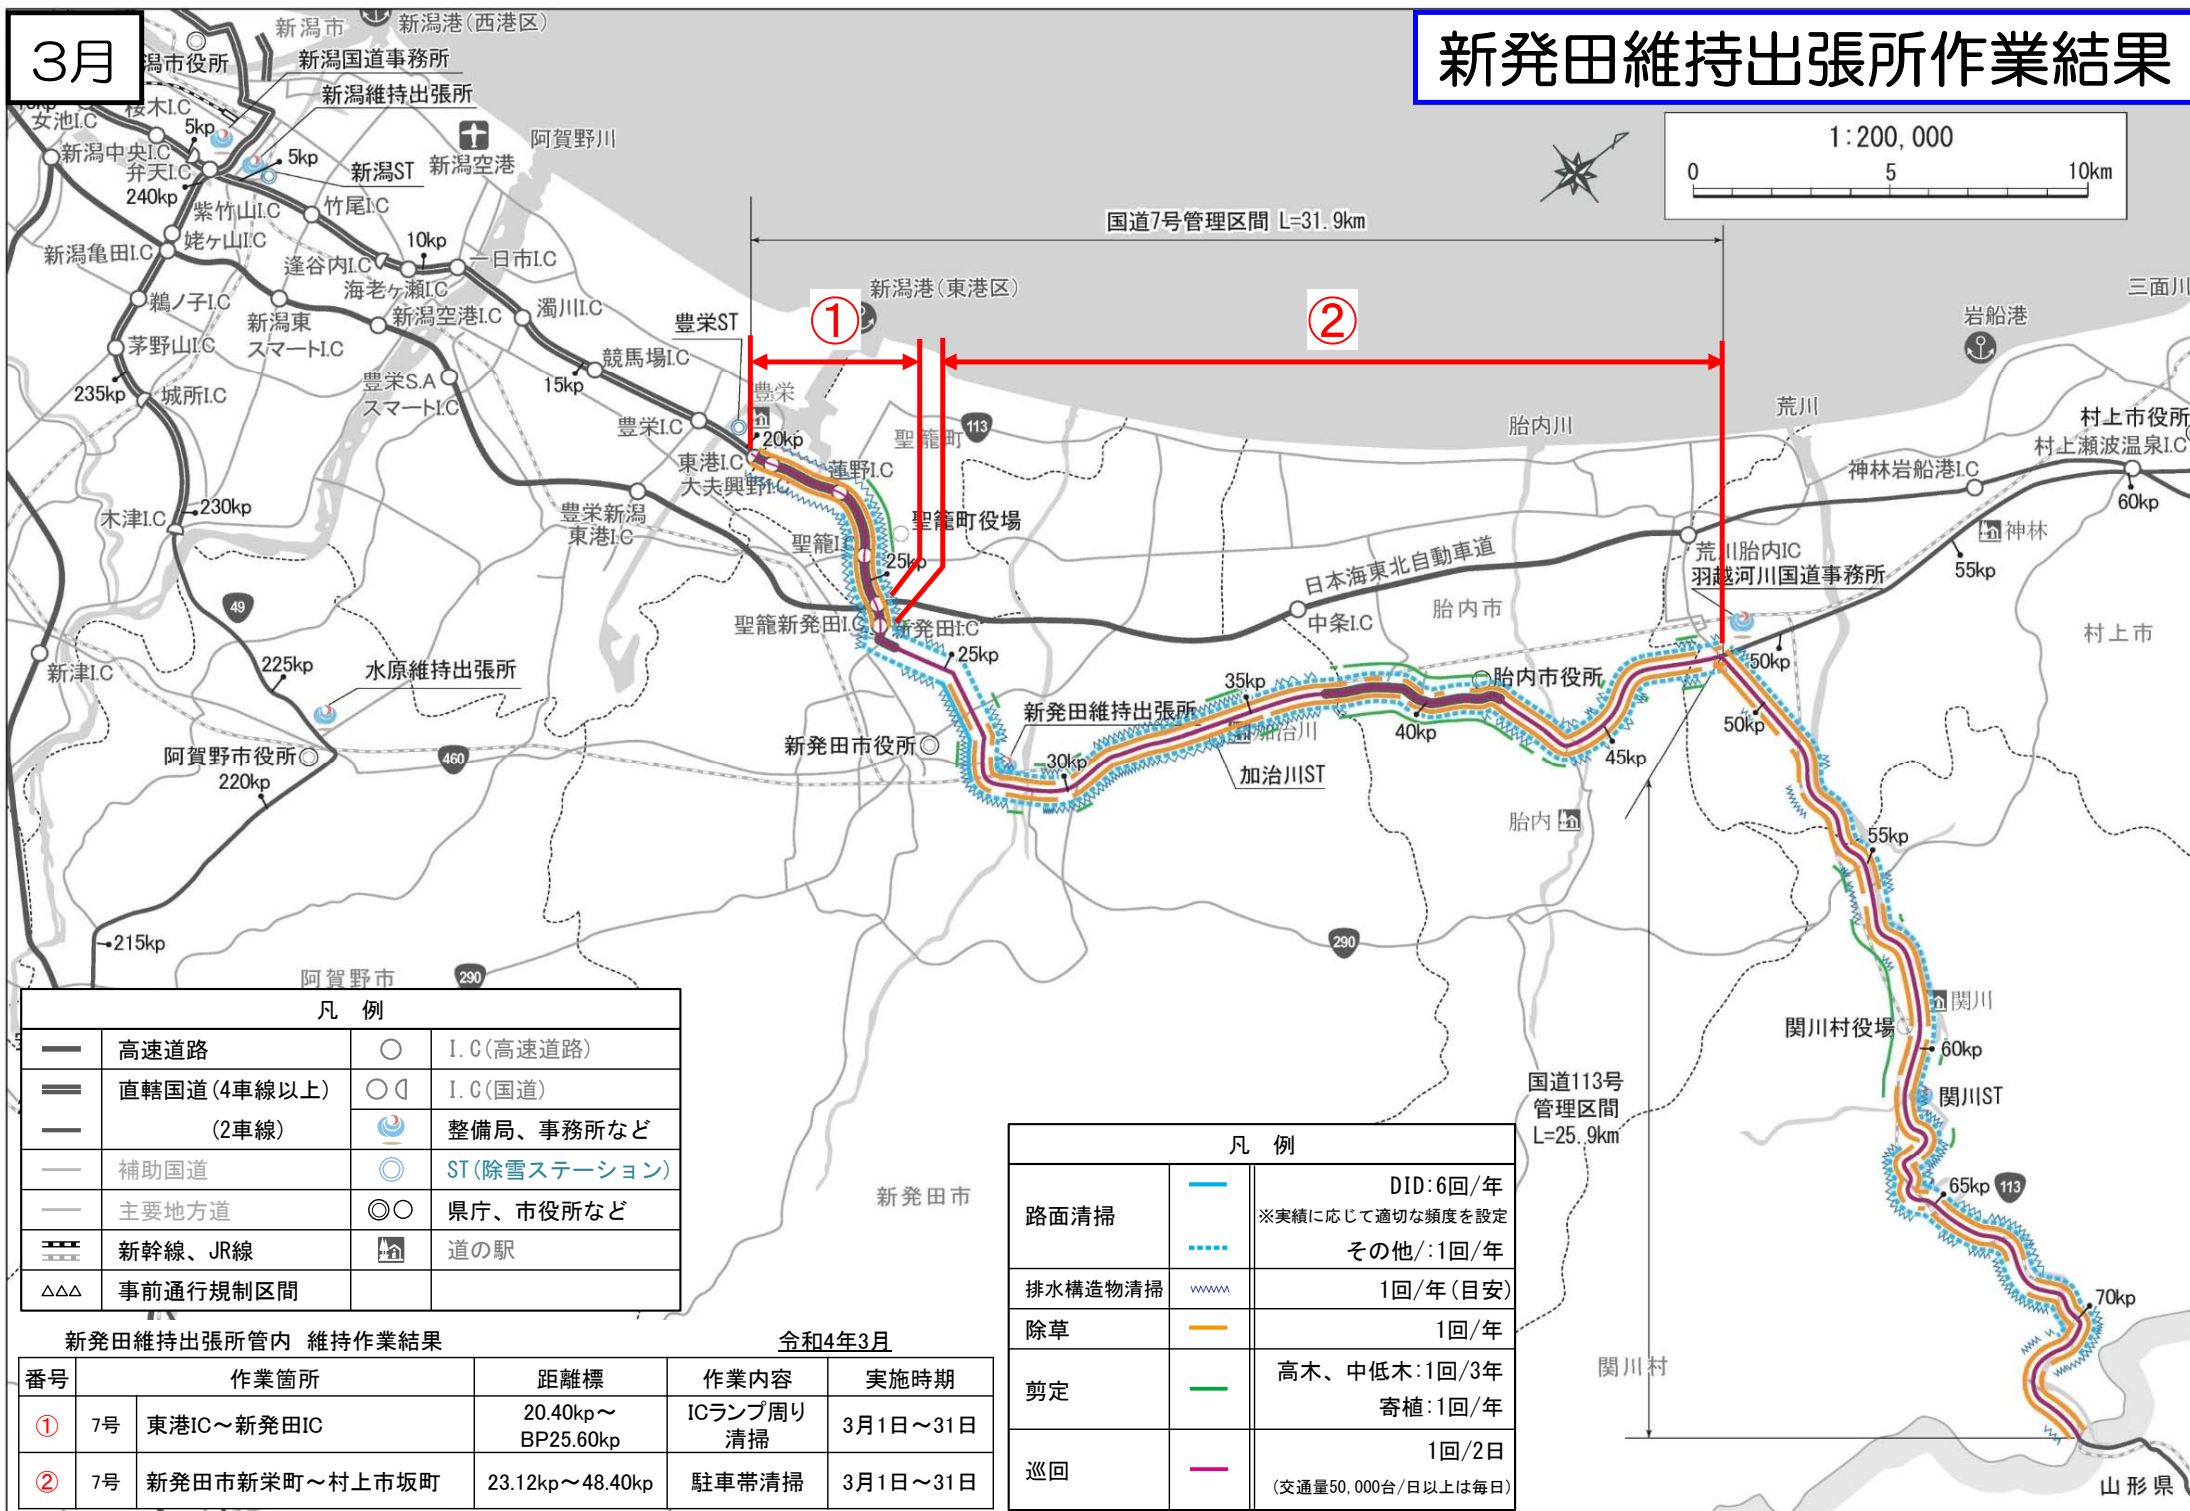 3月
新発田維持出張所作業結果
新潟市
新潟港(西港区)
潟市役所
新潟国道事務所
新潟維持出張所
桜木I.C
女池I.C
5kp
新潟中央I.C
弁天I.C
5kp
新潟ST
新潟空港
阿賀野川
240kp
紫竹山I.C
竹尾I.C
姥ヶ山I.C
新潟亀田I.C
10kp
逢谷内I.C
一日市I.C
海老ヶ瀬I.C
鵜ノ子I.C
新潟東
スマートI.C
新潟空港I.C
濁川I.C
茅野山I.C
競馬場I.C
15kp
235kp
城所I.C
豊栄S.A
スマートI.C
豊栄ST
豊栄I.C
豊栄
20kp
東港I.C
大夫興野I.C
蓮野I.C
聖籠町
113
新潟港(東港区)
①
②
国道7号管理区間 L=31.9km
1:200,000
0 5 10km
三面川
岩船港
荒川
胎内川
村上市役所
村上瀬波温泉I.C
神林岩船港I.C
60kp
神林
55kp
230kp
木津I.C
豊栄新潟
東港I.C
聖籠町役場
25kp
聖籠新発田I.C
新発田I.C
25kp
日本海東北自動車道
中条I.C
胎内市
荒川胎内IC
羽越河川国道事務所
村上市
50kp
50kp
49
新津I.C
225kp
水原維持出張所
阿賀野市役所
220kp
460
新発田市役所
新発田維持出張所
30kp
35kp
加治川
加治川ST
胎内市役所
40kp
45kp
胎内
55kp
215kp
阿賀野市
290
290
関川
関川村役場
60kp
関川ST
国道113号
管理区間
L=25.9km
65kp
113
70kp
新発田市
関川村
山形県
凡 例
高速道路
I.C(高速道路)
直轄国道(4車線以上)
I.C(国道)
(2車線)
整備局、事務所など
補助国道
ST(除雪ステーション)
主要地方道
県庁、市役所など
新幹線、JR線
道の駅
事前通行規制区間
凡 例
路面清掃
DID:6回/年
※実績に応じて適切な頻度を設定
その他/:1回/年
排水構造物清掃
1回/年(目安)
除草
1回/年
剪定
高木、中低木:1回/3年
寄植:1回/年
巡回
1回/2日
(交通量50,000台/日以上は毎日)
新発田維持出張所管内 維持作業結果
令和4年3月
番号 作業箇所 距離標 作業内容 実施時期
① 7号 東港IC～新発田IC 20.40kp～
BP25.60kp ICランプ周り
清掃 3月1日～31日
② 7号 新発田市新栄町～村上市坂町 23.12kp～48.40kp 駐車帯清掃 3月1日～31日